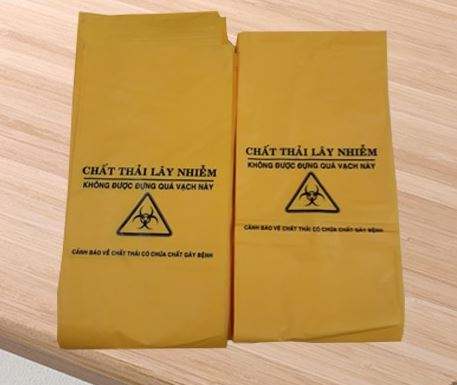 CHẤT THẢI LÂY NHIỄM
KHÔNG ĐƯỢC ĐỰNG QUÁ VẠCH NÀY
CẢNH BÁO VỀ CHẤT THẢI CÓ CHỨA CHẤT GÂY BỆNH
CHẤT THẢI LÂY NHIỄM
KHÔNG ĐƯỢC ĐỰNG QUÁ VẠCH NÀY
CẢNH BÁO VỀ CHẤT THẢI CÓ CHỨA CHẤT GÂY BỆNH